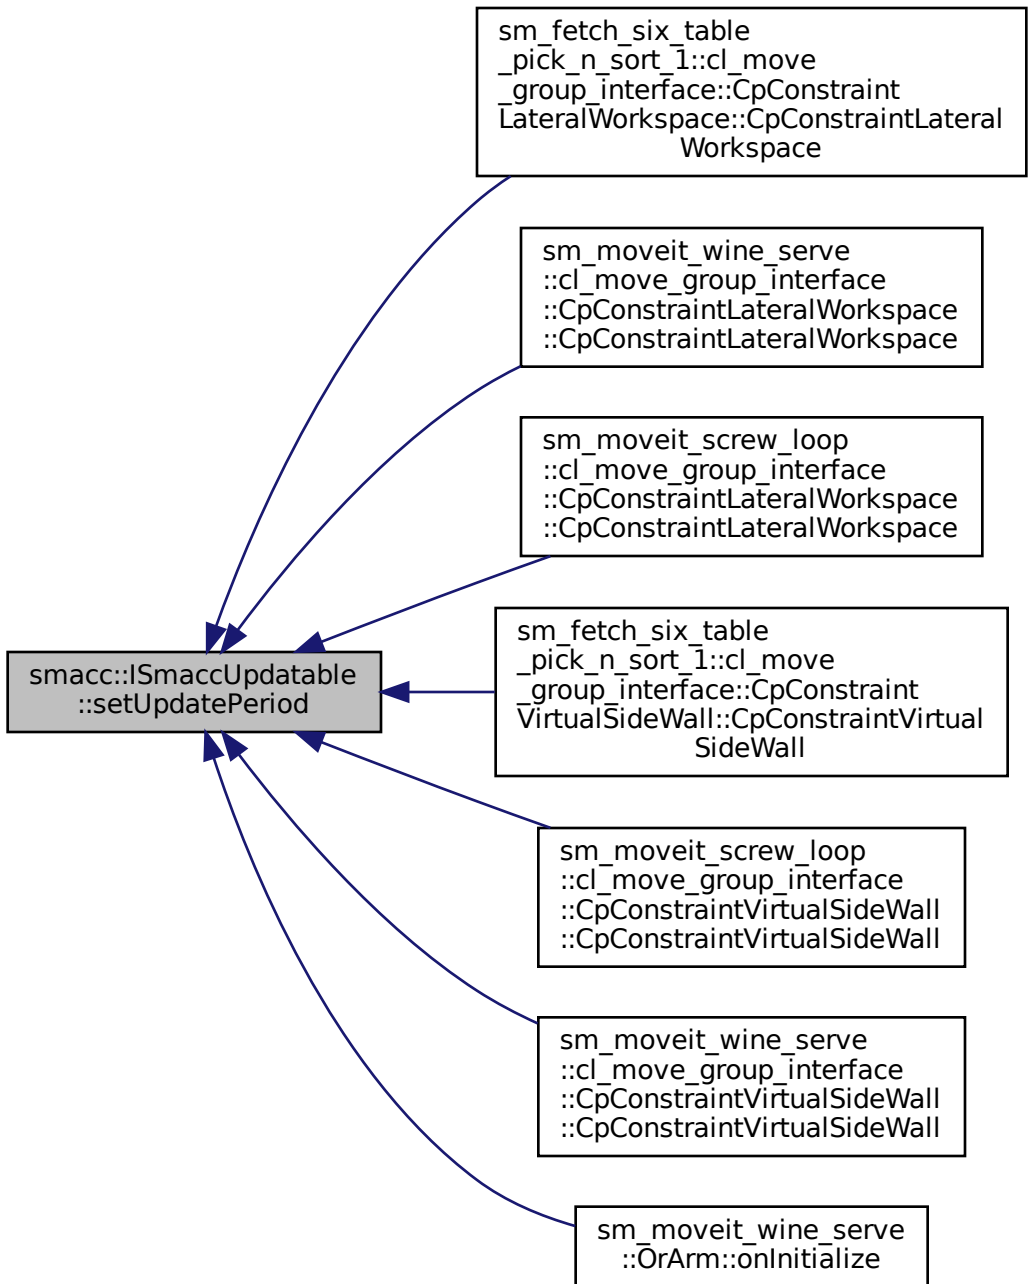 sm_fetch_six_table
_pick_n_sort_1::cl_move
_group_interface::CpConstraint
LateralWorkspace::CpConstraintLateral
Workspace
sm_moveit_wine_serve
::cl_move_group_interface
::CpConstraintLateralWorkspace
::CpConstraintLateralWorkspace
sm_moveit_screw_loop
::cl_move_group_interface
::CpConstraintLateralWorkspace
::CpConstraintLateralWorkspace
sm_fetch_six_table
_pick_n_sort_1::cl_move
_group_interface::CpConstraint
VirtualSideWall::CpConstraintVirtual
SideWall
smacc::ISmaccUpdatable
::setUpdatePeriod
sm_moveit_screw_loop
::cl_move_group_interface
::CpConstraintVirtualSideWall
::CpConstraintVirtualSideWall
sm_moveit_wine_serve
::cl_move_group_interface
::CpConstraintVirtualSideWall
::CpConstraintVirtualSideWall
sm_moveit_wine_serve
::OrArm::onInitialize